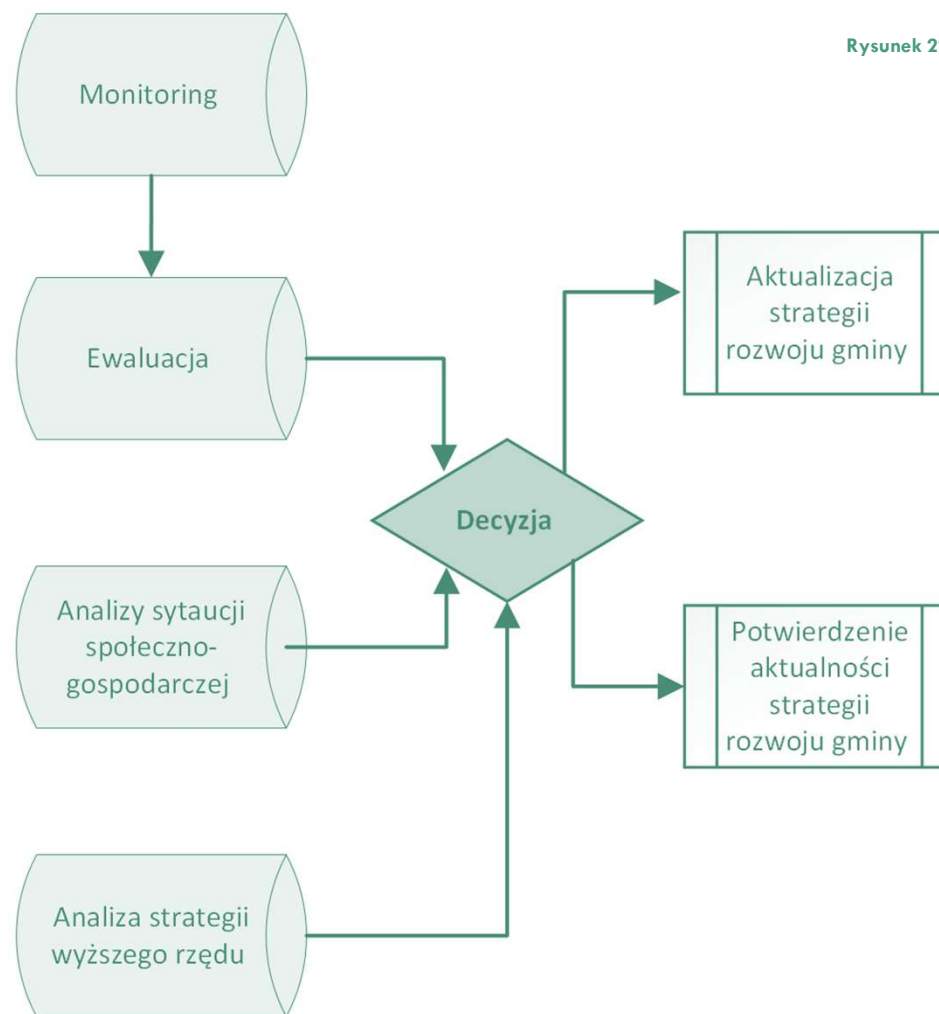 Rysunek 2
Monitoring
Ewaluacja
Aktualizacja
strategii
rozwoju gminy
Decyzja
Analizy sytaucji
społeczno-
gospodarczej
Potwierdzenie
aktualności
strategii
rozwoju gminy
Analiza strategii
wyższego rzędu